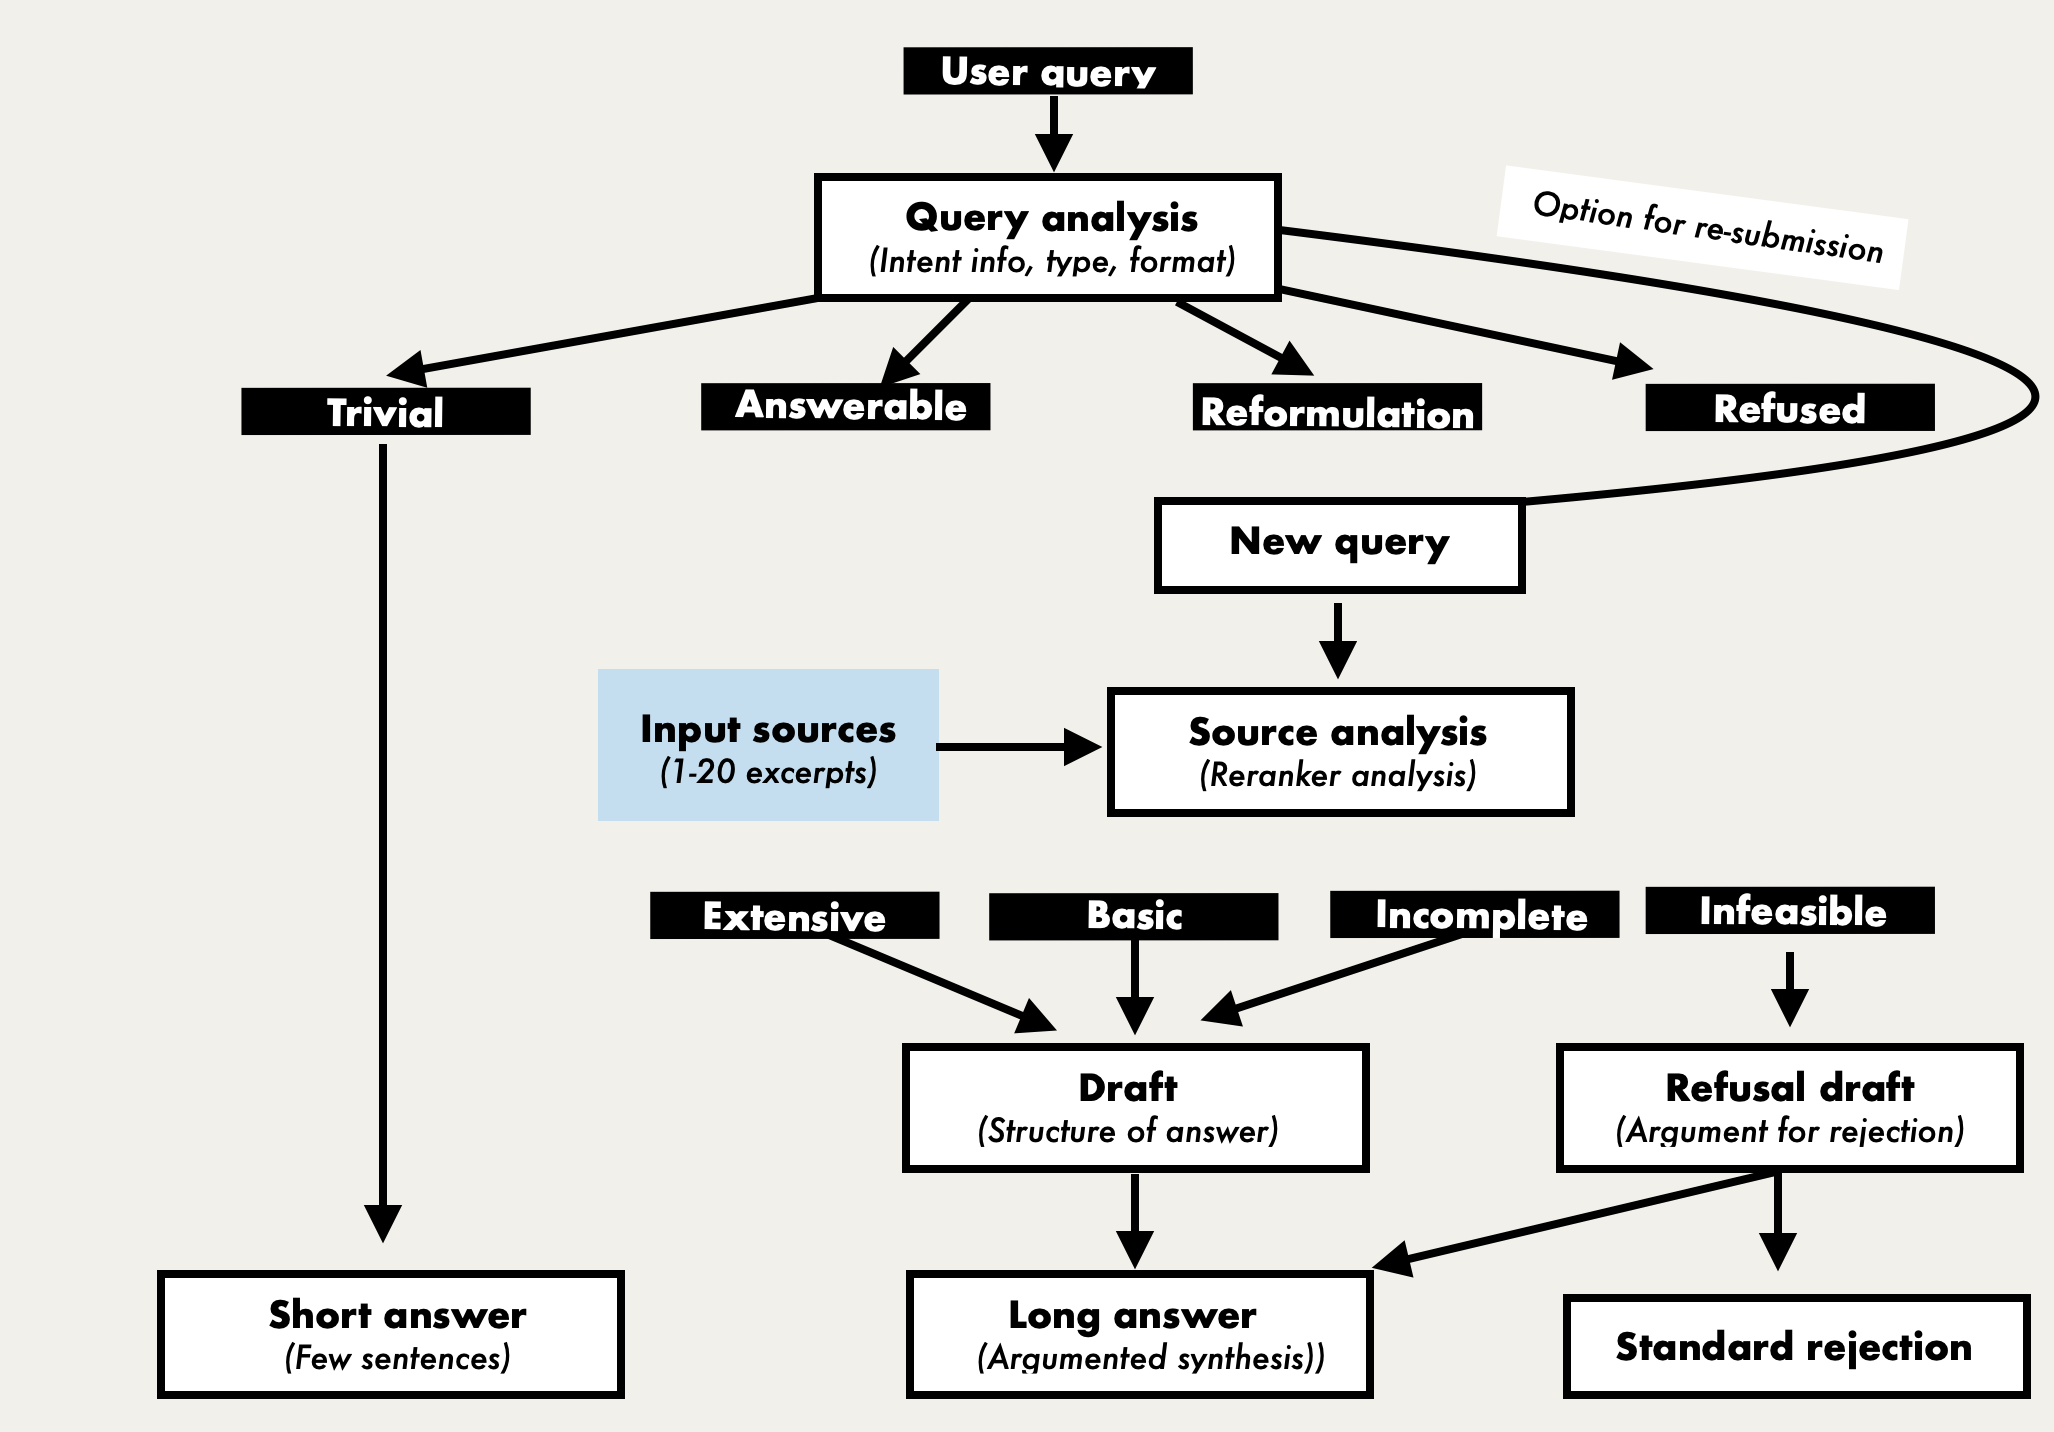 User query
Query analysis
(Intent info, type, format)
Option for re-submission
Trivial
Answerable
Reformulation
Refused
New query
Input sources
(1-20 excerpts)
Source analysis
(Reranker analysis)
Extensive
Basic
Incomplete
Infeasible
Draft
(Structure of answer)
Refusal draft
(Argument for rejection)
Short answer
(Few sentences)
Long answer
(Argumented synthesis))
Standard rejection